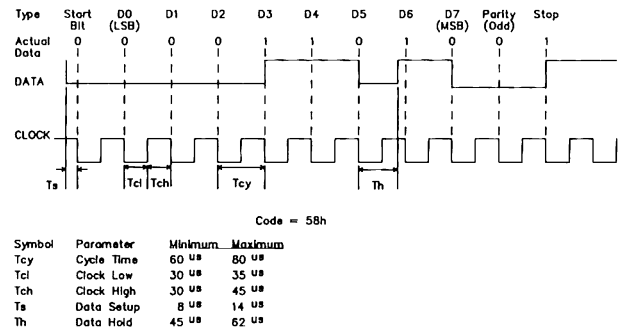 Type Start Bit D0 (LSB) D1 D2 D3 D4 D5 D6 D7 (MSB) Parity (Odd) Stop
Actual Data 0 0 0 0 1 1 0 1 0 0 1
DATA
CLOCK
Ts Tcl Tch Tcy Th
Code = 58h
Symbol Parameter Minimum Maximum
Tcy Cycle Time 60 us 80 us
Tcl Clock Low 30 us 35 us
Tch Clock High 30 us 45 us
Ts Data Setup 8 us 14 us
Th Data Hold 45 us 62 us